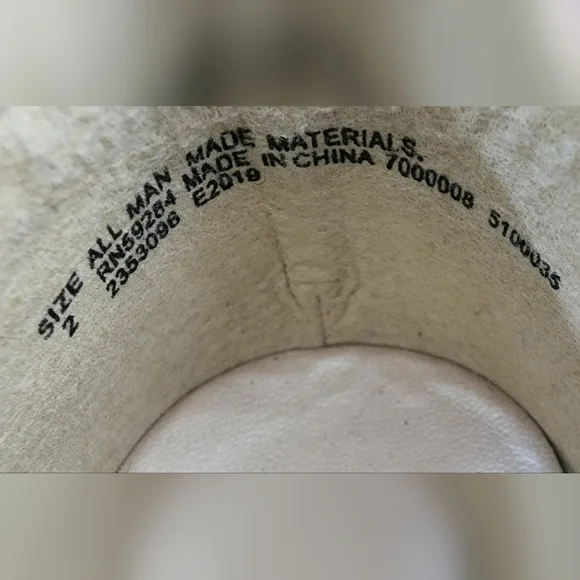 SIZE ALL MAN MADE MATERIALS.
2 RN59284 MADE IN CHINA 7000008 5100035
2353096 E2019